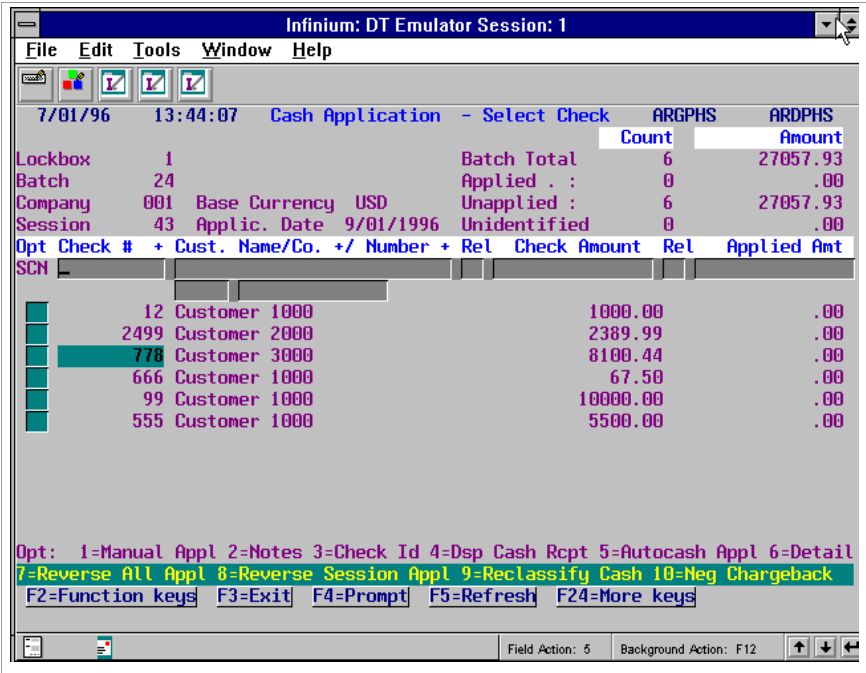 Infinium: DT Emulator Session: 1
File Edit Tools Window Help
7/01/96 13:44:07 Cash Application - Select Check ARGPHS ARDPHS
Count Amount
Lockbox 1 Batch Total 6 27057.93
Batch 24 Applied . : 0 .00
Company 001 Base Currency USD Unapplied : 6 27057.93
Session 43 Applic. Date 9/01/1996 Unidentified 0 .00
Opt Check # + Cust. Name/Co. +/ Number + Rel Check Amount Rel Applied Amt
SCN
12 Customer 1000 1000.00 .00
2499 Customer 2000 2389.99 .00
778 Customer 3000 8100.44 .00
666 Customer 1000 67.50 .00
99 Customer 1000 10000.00 .00
555 Customer 1000 5500.00 .00
Opt: 1=Manual Appl 2=Notes 3=Check Id 4=Dsp Cash Rcpt 5=Autocash Appl 6=Detail
7=Reverse All Appl 8=Reverse Session Appl 9=Reclassify Cash 10=Neg Chargeback
F2=Function keys F3=Exit F4=Prompt F5=Refresh F24=More keys
Field Action: 5 Background Action: F12